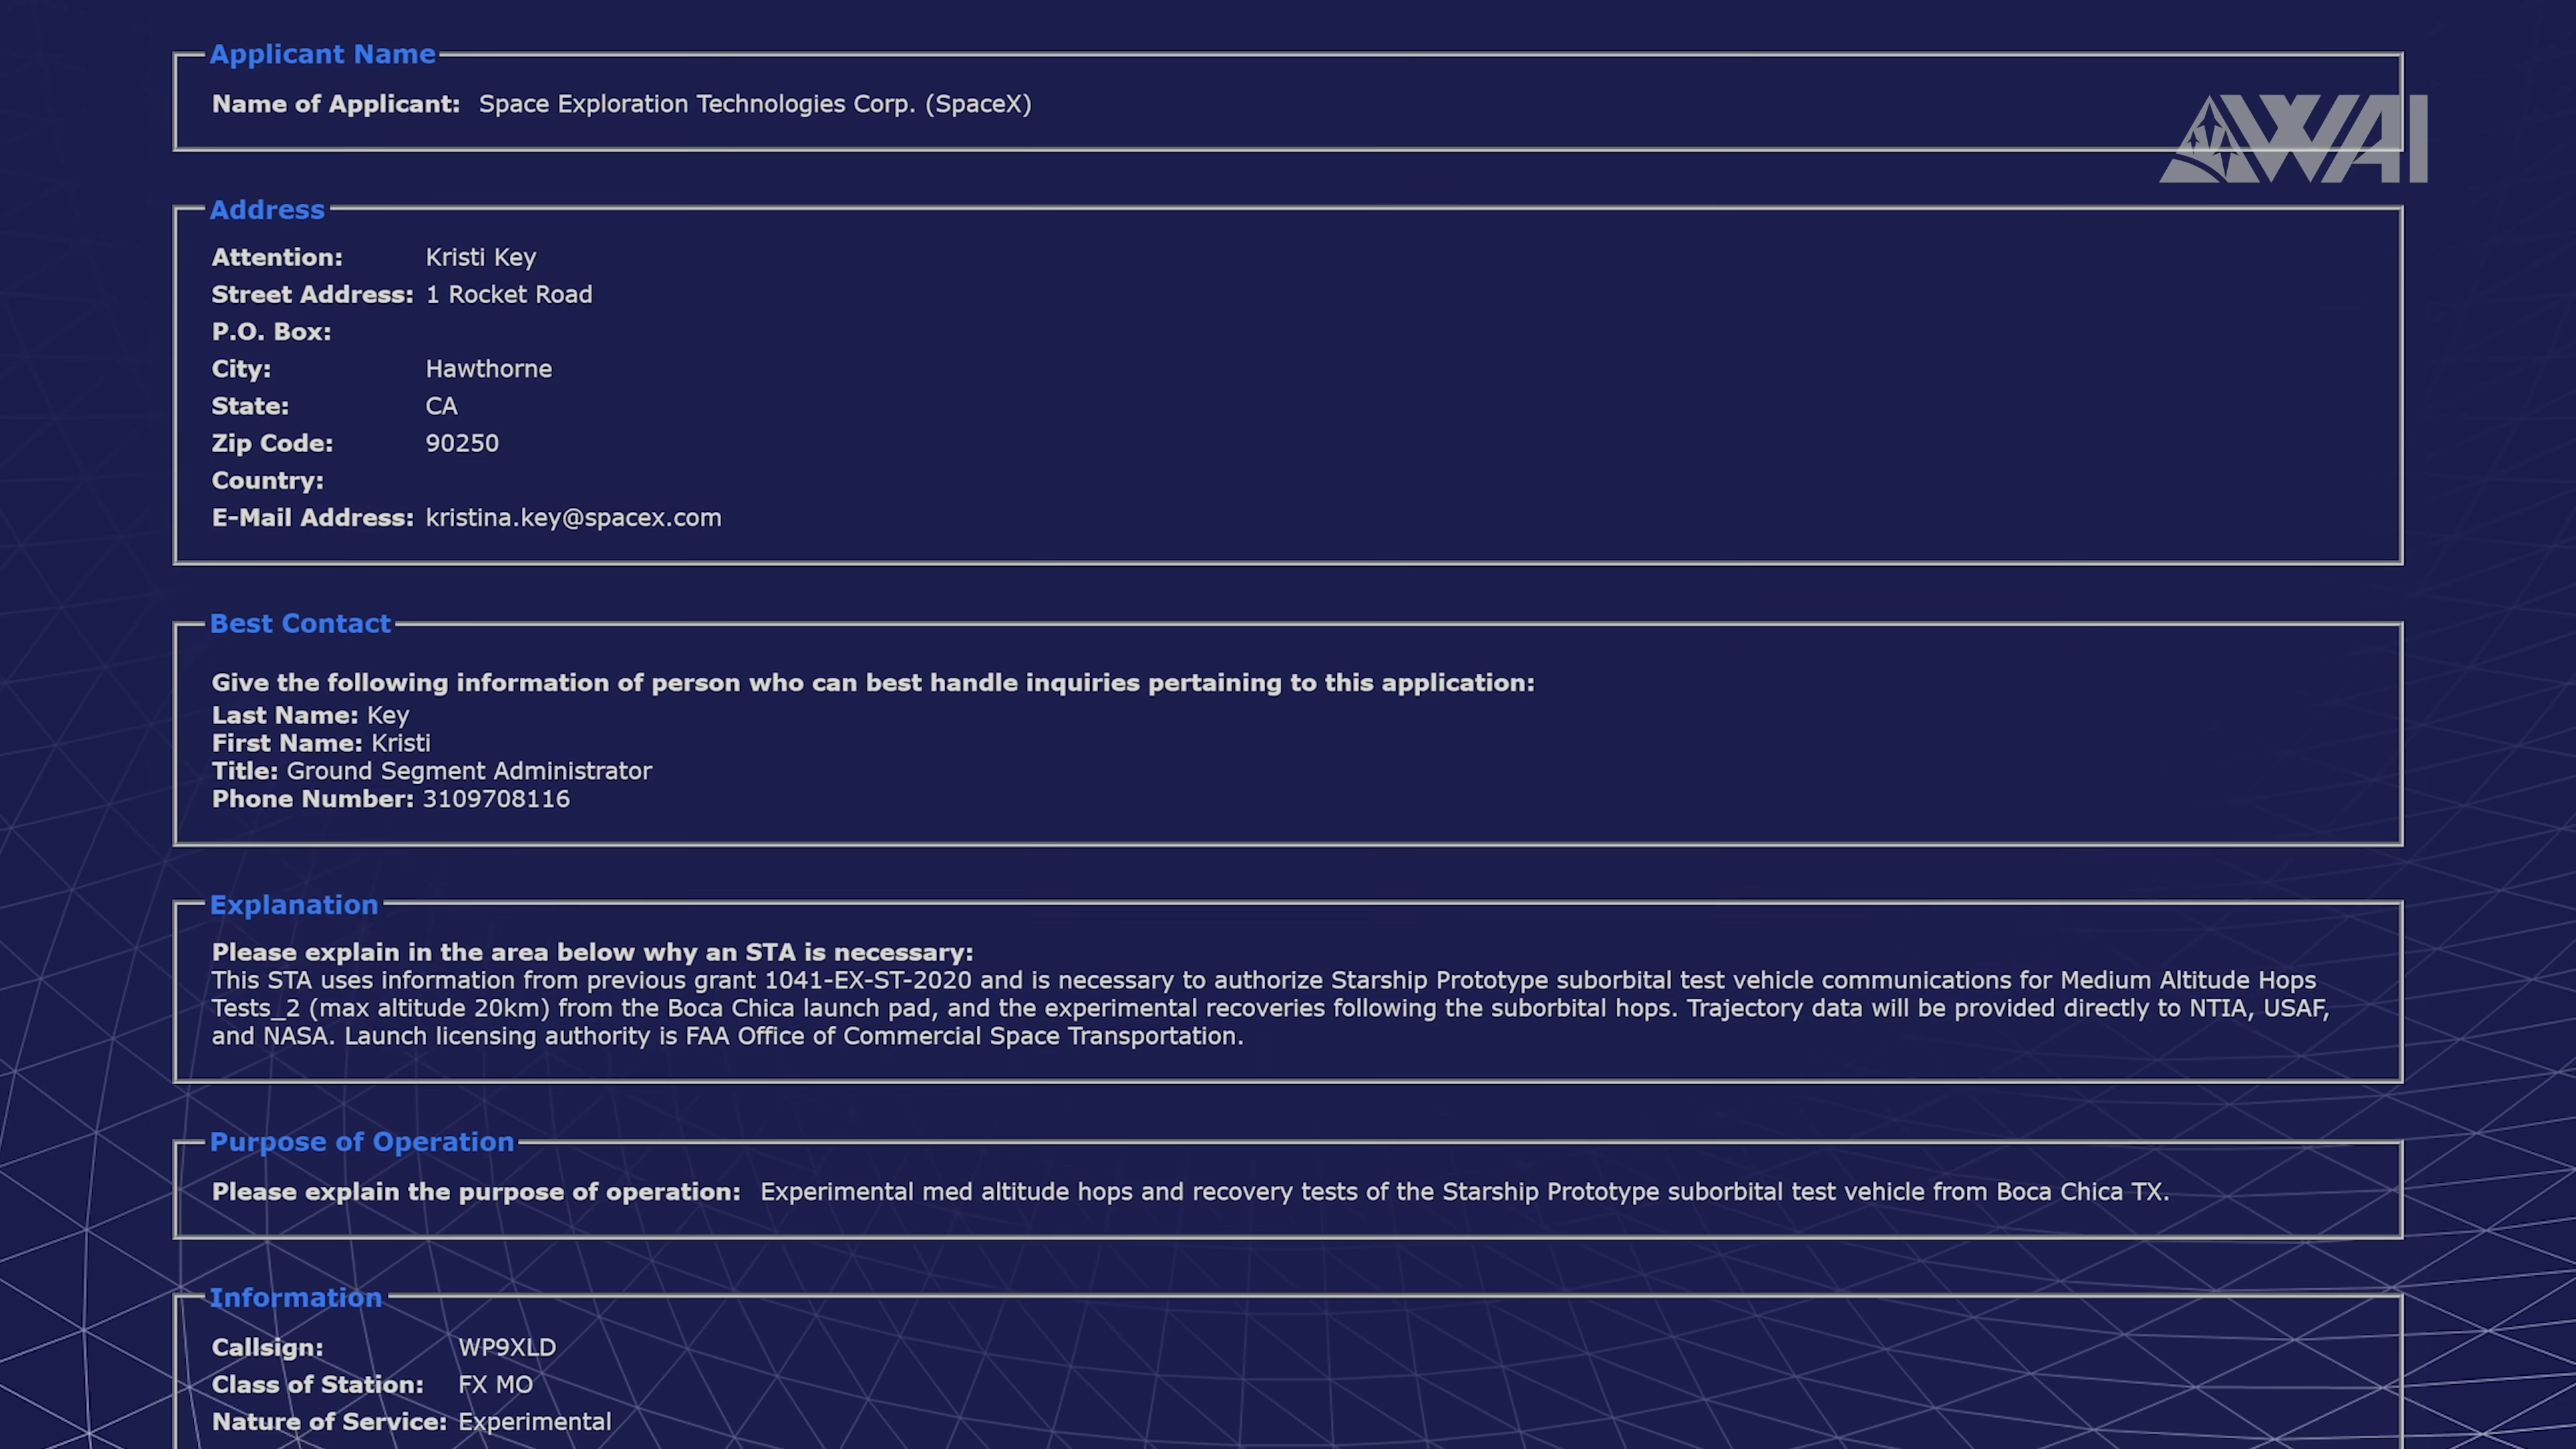 Applicant Name
Name of Applicant: Space Exploration Technologies Corp. (SpaceX)
WAI
Address
Attention: Kristi Key
Street Address: 1 Rocket Road
P.O. Box:
City: Hawthorne
State: CA
Zip Code: 90250
Country:
E-Mail Address: kristina.key@spacex.com
Best Contact
Give the following information of person who can best handle inquiries pertaining to this application:
Last Name: Key
First Name: Kristi
Title: Ground Segment Administrator
Phone Number: 3109708116
Explanation
Please explain in the area below why an STA is necessary:
This STA uses information from previous grant 1041-EX-ST-2020 and is necessary to authorize Starship Prototype suborbital test vehicle communications for Medium Altitude Hops
Tests_2 (max altitude 20km) from the Boca Chica launch pad, and the experimental recoveries following the suborbital hops. Trajectory data will be provided directly to NTIA, USAF,
and NASA. Launch licensing authority is FAA Office of Commercial Space Transportation.
Purpose of Operation
Please explain the purpose of operation: Experimental med altitude hops and recovery tests of the Starship Prototype suborbital test vehicle from Boca Chica TX.
Information
Callsign: WP9XLD
Class of Station: FX MO
Nature of Service: Experimental